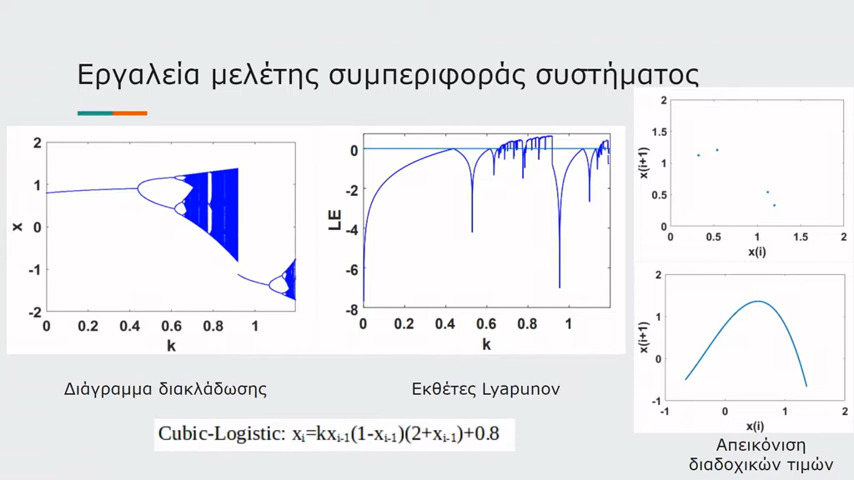 Εργαλεία μελέτης συμπεριφοράς συστήματος
2
1
0
-1
-2
x
0 0.2 0.4 0.6 0.8 1
k
0
-2
-4
-6
-8
LE
0 0.2 0.4 0.6 0.8 1
k
2
1.5
1
0.5
0
x(i+1)
0 0.5 1 1.5 2
x(i)
2
1
0
-1
x(i+1)
-1 0 1 2
x(i)
Διάγραμμα διακλάδωσης
Εκθέτες Lyapunov
Απεικόνιση
διαδοχικών τιμών
Cubic-Logistic: xᵢ=kxᵢ₋₁(1-xᵢ₋₁)(2+xᵢ₋₁)+0.8